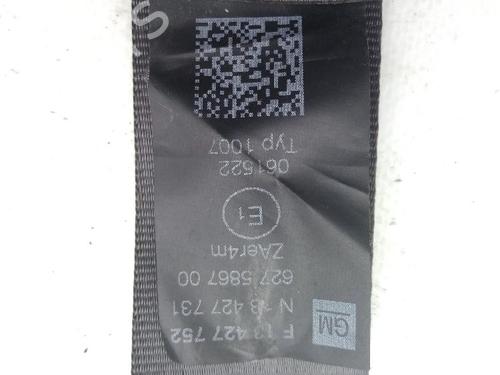 F 13 427 752
N 13 427 731
GM
627 5867 00
ZAer4m
E1
061522
Typ 1007